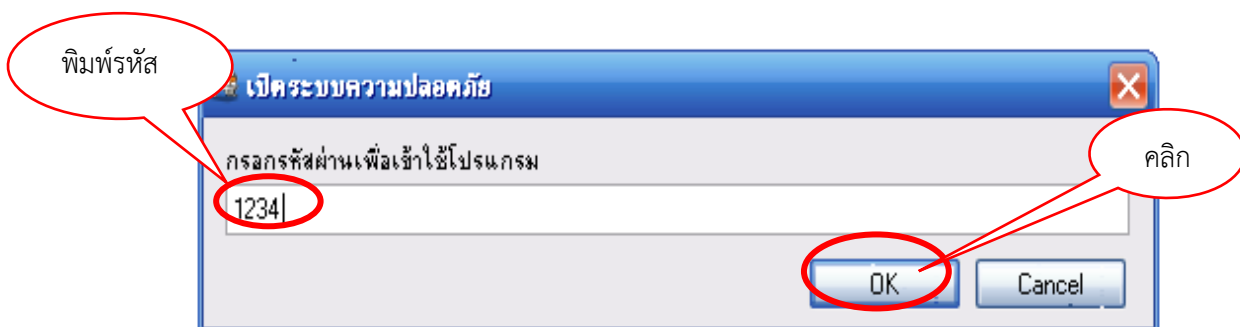 พิมพ์รหัส
เปิดระบบความปลอดภัย
กรอกรหัสผ่านเพื่อเข้าใช้โปรแกรม
คลิก
1234
OK
Cancel